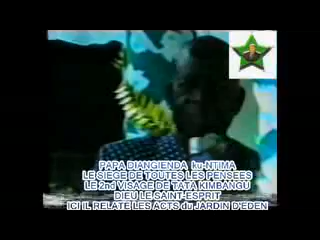 PAPA DIANGIENDA ku-NTIMA
LE SIEGE DE TOUTES LES PENSEES
LE 2nd VISAGE DE TATA KIMBANGU
DIEU LE SAINT-ESPRIT
ICI IL RELATE LES ACTS du JARDIN D'EDEN